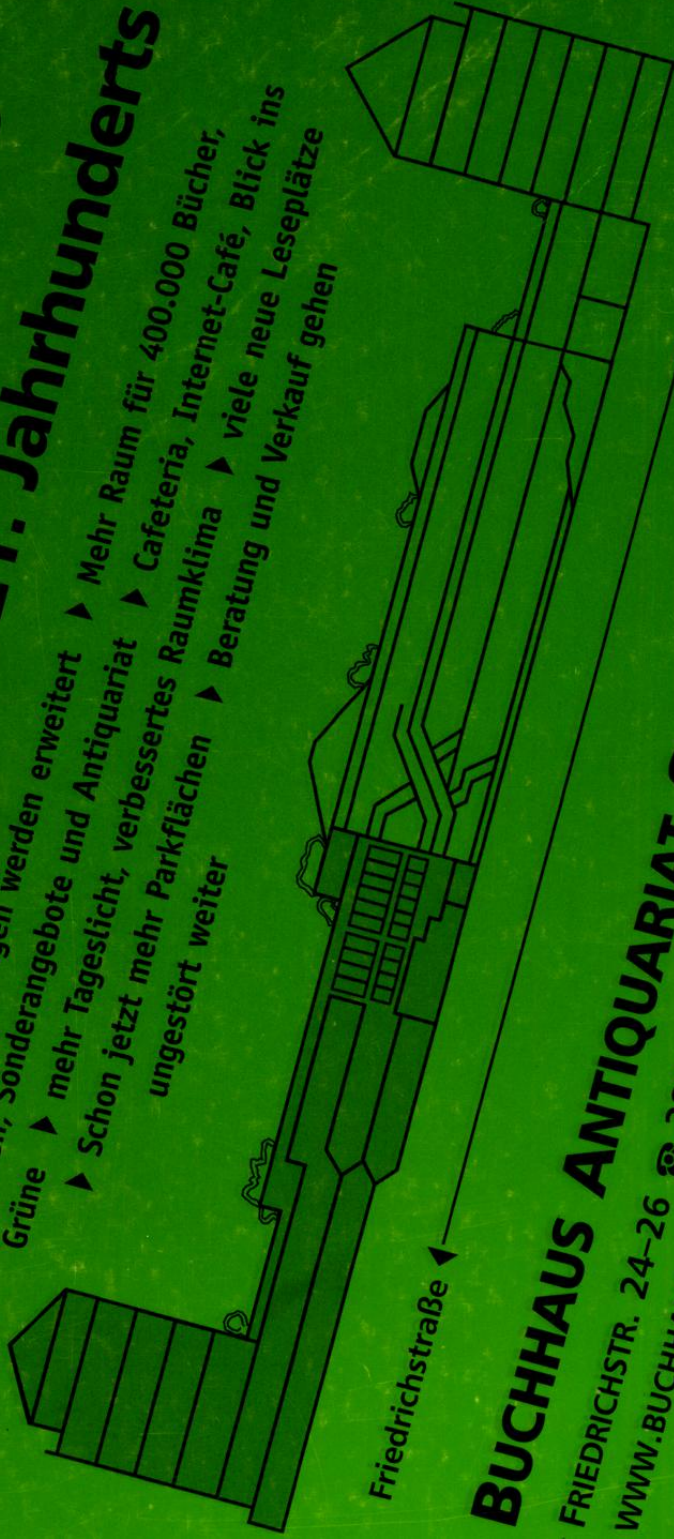 21. Jahrhunderts
werden erweitert ▶ Mehr Raum für 400.000 Bücher,
Sonderangebote und Antiquariat ▶ Cafeteria, Internet-Café, Blick ins
Grüne ▶ mehr Tageslicht, verbessertes Raumklima ▶ viele neue Leseplätze
▶ Schon jetzt mehr Parkflächen ▶ Beratung und Verkauf gehen
ungestört weiter
Friedrichstraße
BUCHHAUS ANTIQUARIAT
FRIEDRICHSTR. 24–26 ☎